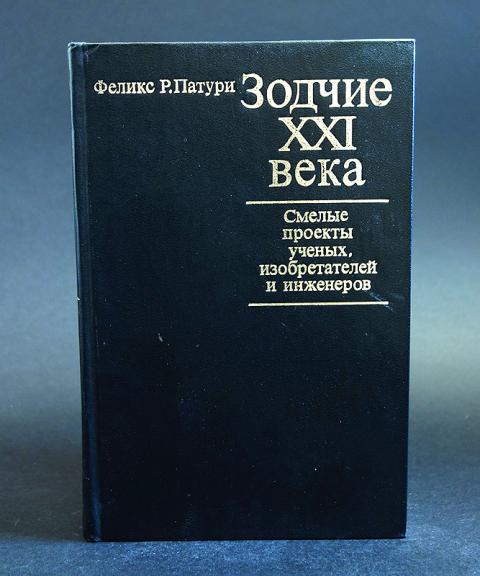 Феликс Р.Патури
Зодчие
XXI
века
Смелые
проекты
ученых,
изобретателей
и инженеров